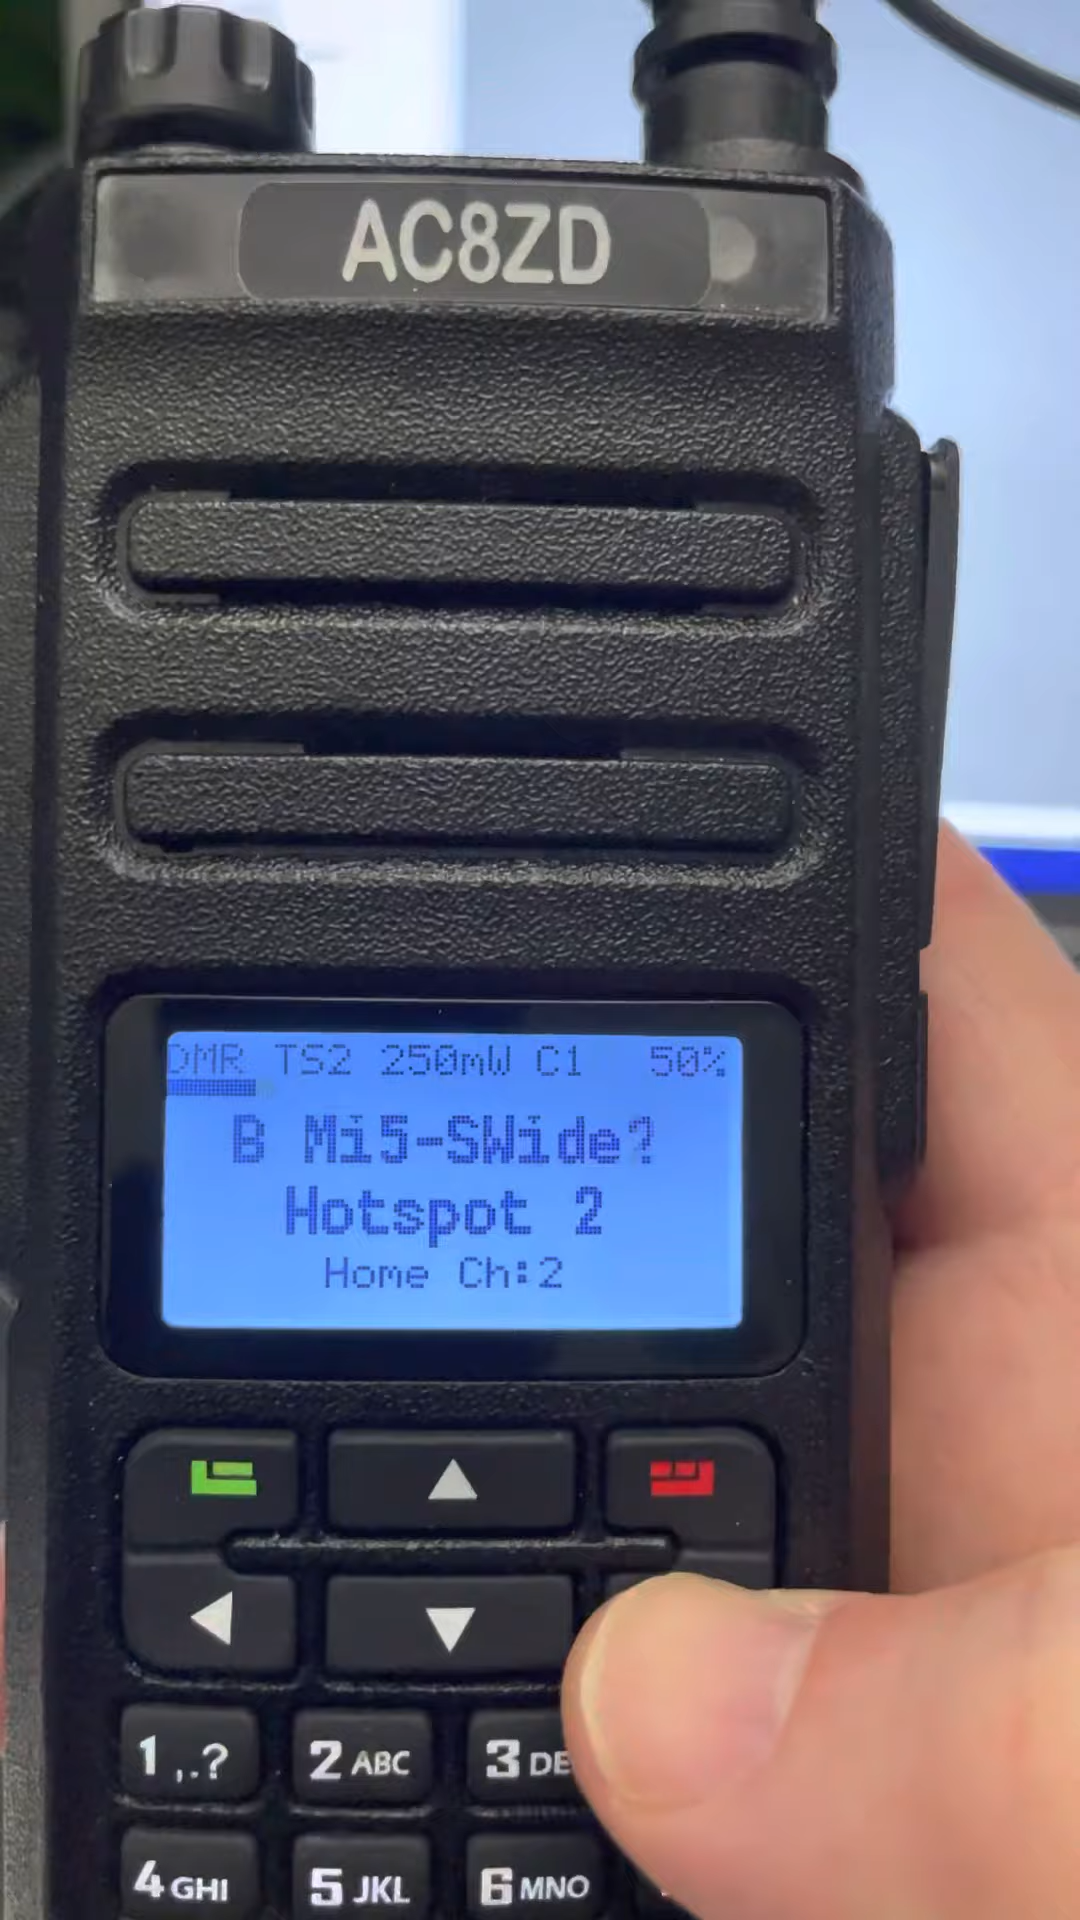 AC8ZD
DMR TS2 250mW C1 50%
B Mi5-SWide?
Hotspot 2
Home Ch:2
1,.? 2 ABC 3 DE
4 GHI 5 JKL 6 MNO